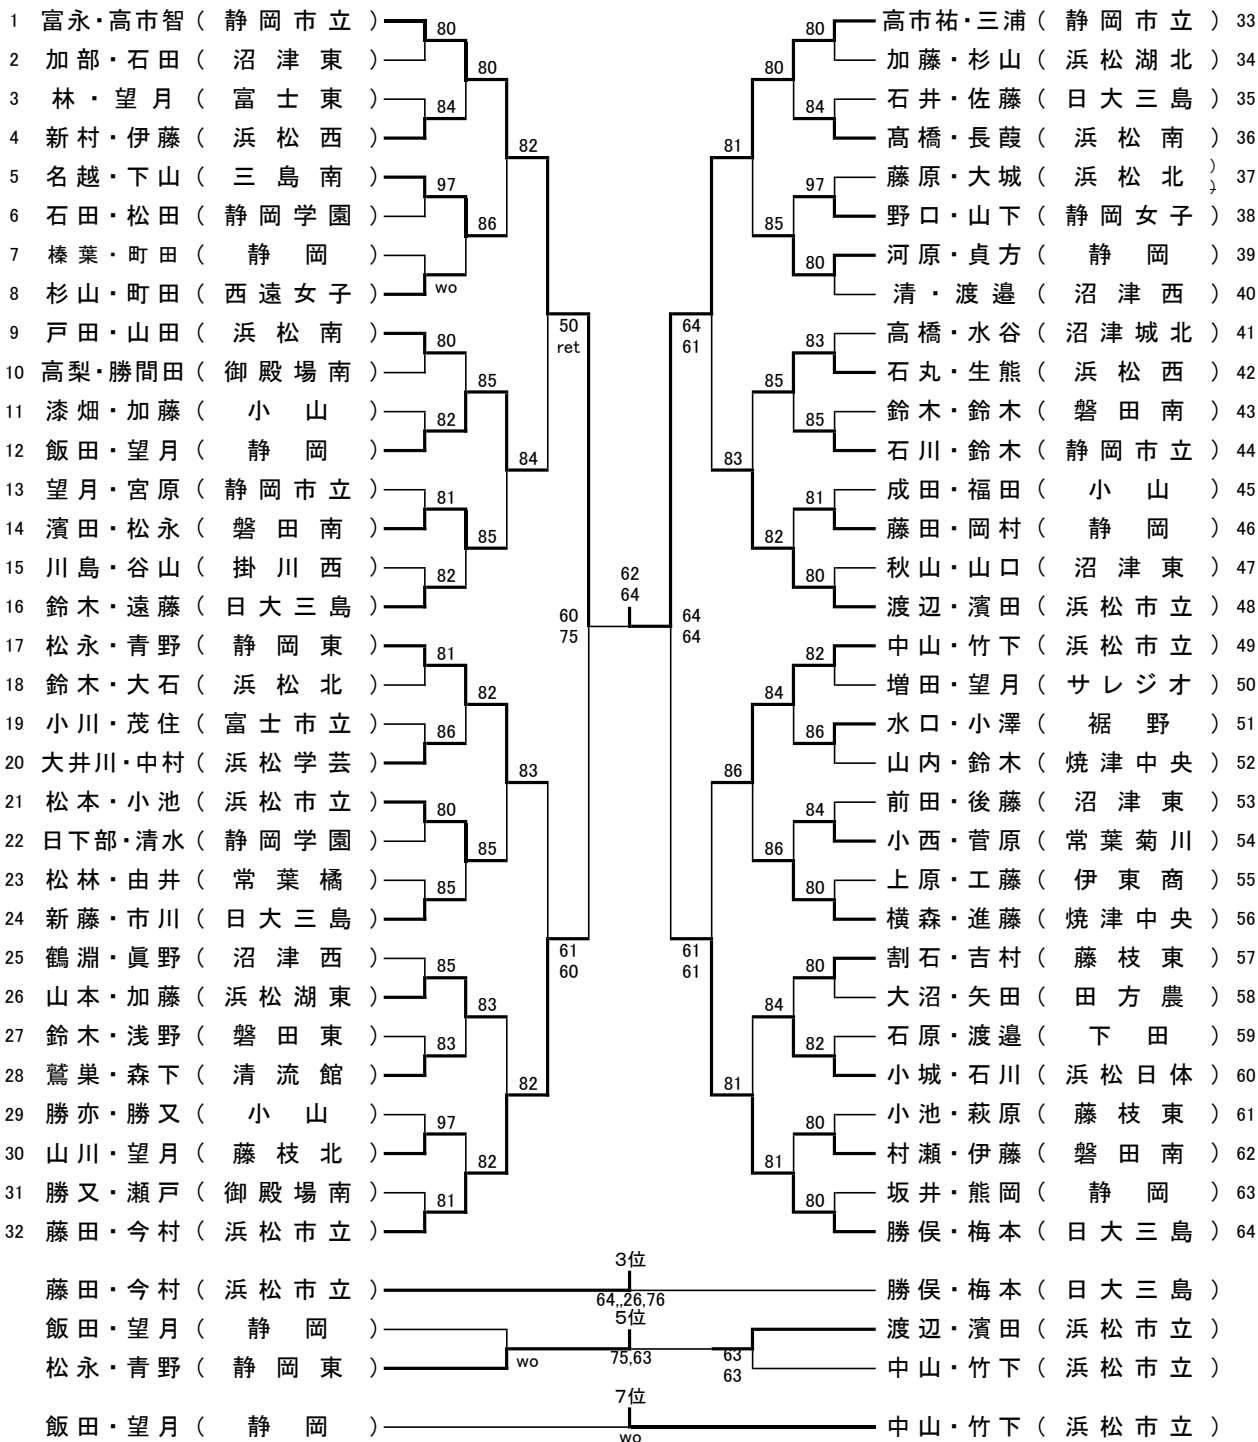 1 富永・高市智 ( 静岡市立 )
2 加部・石田 ( 沼津東 )
3 林・望月 ( 富士東 )
4 新村・伊藤 ( 浜松西 )
5 名越・下山 ( 三島南 )
6 石田・松田 ( 静岡学園 )
7 榛葉・町田 ( 静岡 )
8 杉山・町田 ( 西遠女子 )
9 戸田・山田 ( 浜松南 )
10 高梨・勝間田 ( 御殿場南 )
11 漆畑・加藤 ( 小山 )
12 飯田・望月 ( 静岡 )
13 望月・宮原 ( 静岡市立 )
14 濱田・松永 ( 磐田南 )
15 川島・谷山 ( 掛川西 )
16 鈴木・遠藤 ( 日大三島 )
17 松永・青野 ( 静岡東 )
18 鈴木・大石 ( 浜松北 )
19 小川・茂住 ( 富士市立 )
20 大井川・中村 ( 浜松学芸 )
21 松本・小池 ( 浜松市立 )
22 日下部・清水 ( 静岡学園 )
23 松林・由井 ( 常葉橘 )
24 新藤・市川 ( 日大三島 )
25 鶴淵・眞野 ( 沼津西 )
26 山本・加藤 ( 浜松湖東 )
27 鈴木・浅野 ( 磐田東 )
28 鷲巣・森下 ( 清流館 )
29 勝亦・勝又 ( 小山 )
30 山川・望月 ( 藤枝北 )
31 勝又・瀬戸 ( 御殿場南 )
32 藤田・今村 ( 浜松市立 )
80
84
97
wo
80
82
81
82
81
86
80
85
85
83
97
81
80
86
85
85
82
85
83
82
82
84
83
82
50
ret
61
60
60
75
62
64
64
64
64
61
61
61
81
83
86
81
80
85
85
82
84
86
84
81
80
84
97
80
83
85
81
80
82
86
84
80
80
82
80
80
高市祐・三浦 ( 静岡市立 ) 33
加藤・杉山 ( 浜松湖北 ) 34
石井・佐藤 ( 日大三島 ) 35
髙橋・長葭 ( 浜松南 ) 36
藤原・大城 ( 浜松北 ) 37
野口・山下 ( 静岡女子 ) 38
河原・貞方 ( 静岡 ) 39
清・渡邉 ( 沼津西 ) 40
高橋・水谷 ( 沼津城北 ) 41
石丸・生熊 ( 浜松西 ) 42
鈴木・鈴木 ( 磐田南 ) 43
石川・鈴木 ( 静岡市立 ) 44
成田・福田 ( 小山 ) 45
藤田・岡村 ( 静岡 ) 46
秋山・山口 ( 沼津東 ) 47
渡辺・濱田 ( 浜松市立 ) 48
中山・竹下 ( 浜松市立 ) 49
増田・望月 ( サレジオ ) 50
水口・小澤 ( 裾野 ) 51
山内・鈴木 ( 焼津中央 ) 52
前田・後藤 ( 沼津東 ) 53
小西・菅原 ( 常葉菊川 ) 54
上原・工藤 ( 伊東商 ) 55
横森・進藤 ( 焼津中央 ) 56
割石・吉村 ( 藤枝東 ) 57
大沼・矢田 ( 田方農 ) 58
石原・渡邉 ( 下田 ) 59
小城・石川 ( 浜松日体 ) 60
小池・萩原 ( 藤枝東 ) 61
村瀬・伊藤 ( 磐田南 ) 62
坂井・熊岡 ( 静岡 ) 63
勝俣・梅本 ( 日大三島 ) 64
3位
藤田・今村 ( 浜松市立 ) 64,,26,76 勝俣・梅本 ( 日大三島 )
5位
飯田・望月 ( 静岡 ) 渡辺・濱田 ( 浜松市立 )
wo 75,63 63
63
松永・青野 ( 静岡東 ) 中山・竹下 ( 浜松市立 )
7位
飯田・望月 ( 静岡 ) wo 中山・竹下 ( 浜松市立 )